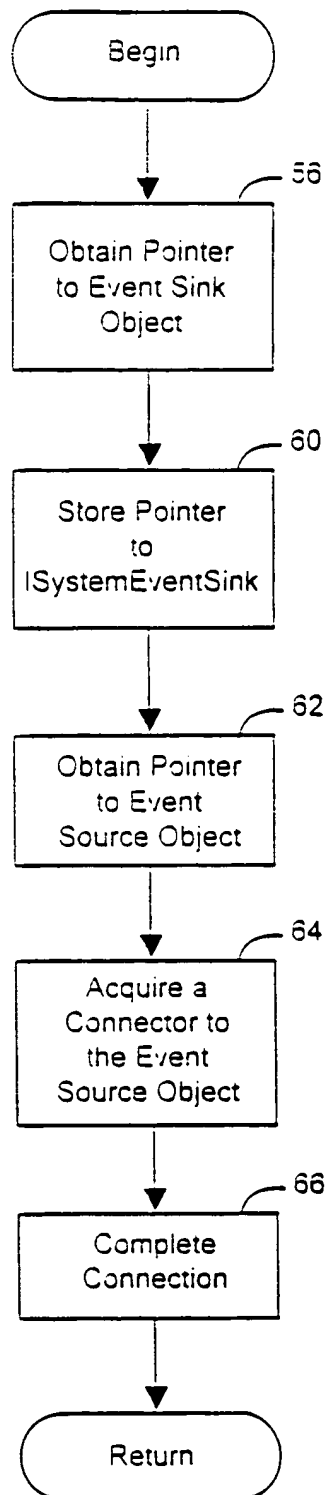 Begin
56
Obtain Pointer
to Event Sink
Object
60
Store Pointer
to
ISystemEventSink
62
Obtain Pointer
to Event
Source Object
64
Acquire a
Connector to
the Event
Source Object
66
Complete
Connection
Return